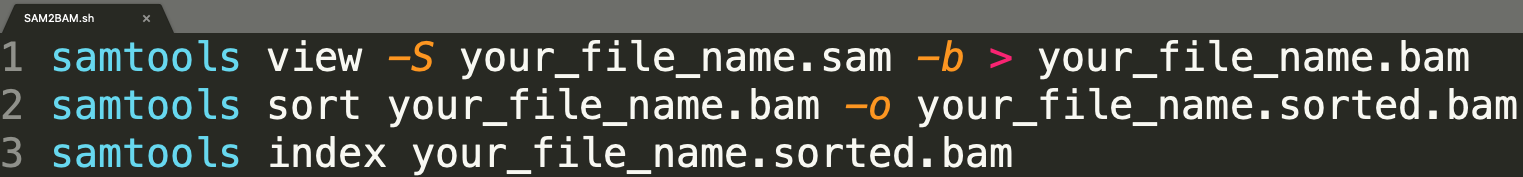 SAM2BAM.sh ×
1 samtools view -S your_file_name.sam -b > your_file_name.bam
2 samtools sort your_file_name.bam -o your_file_name.sorted.bam
3 samtools index your_file_name.sorted.bam